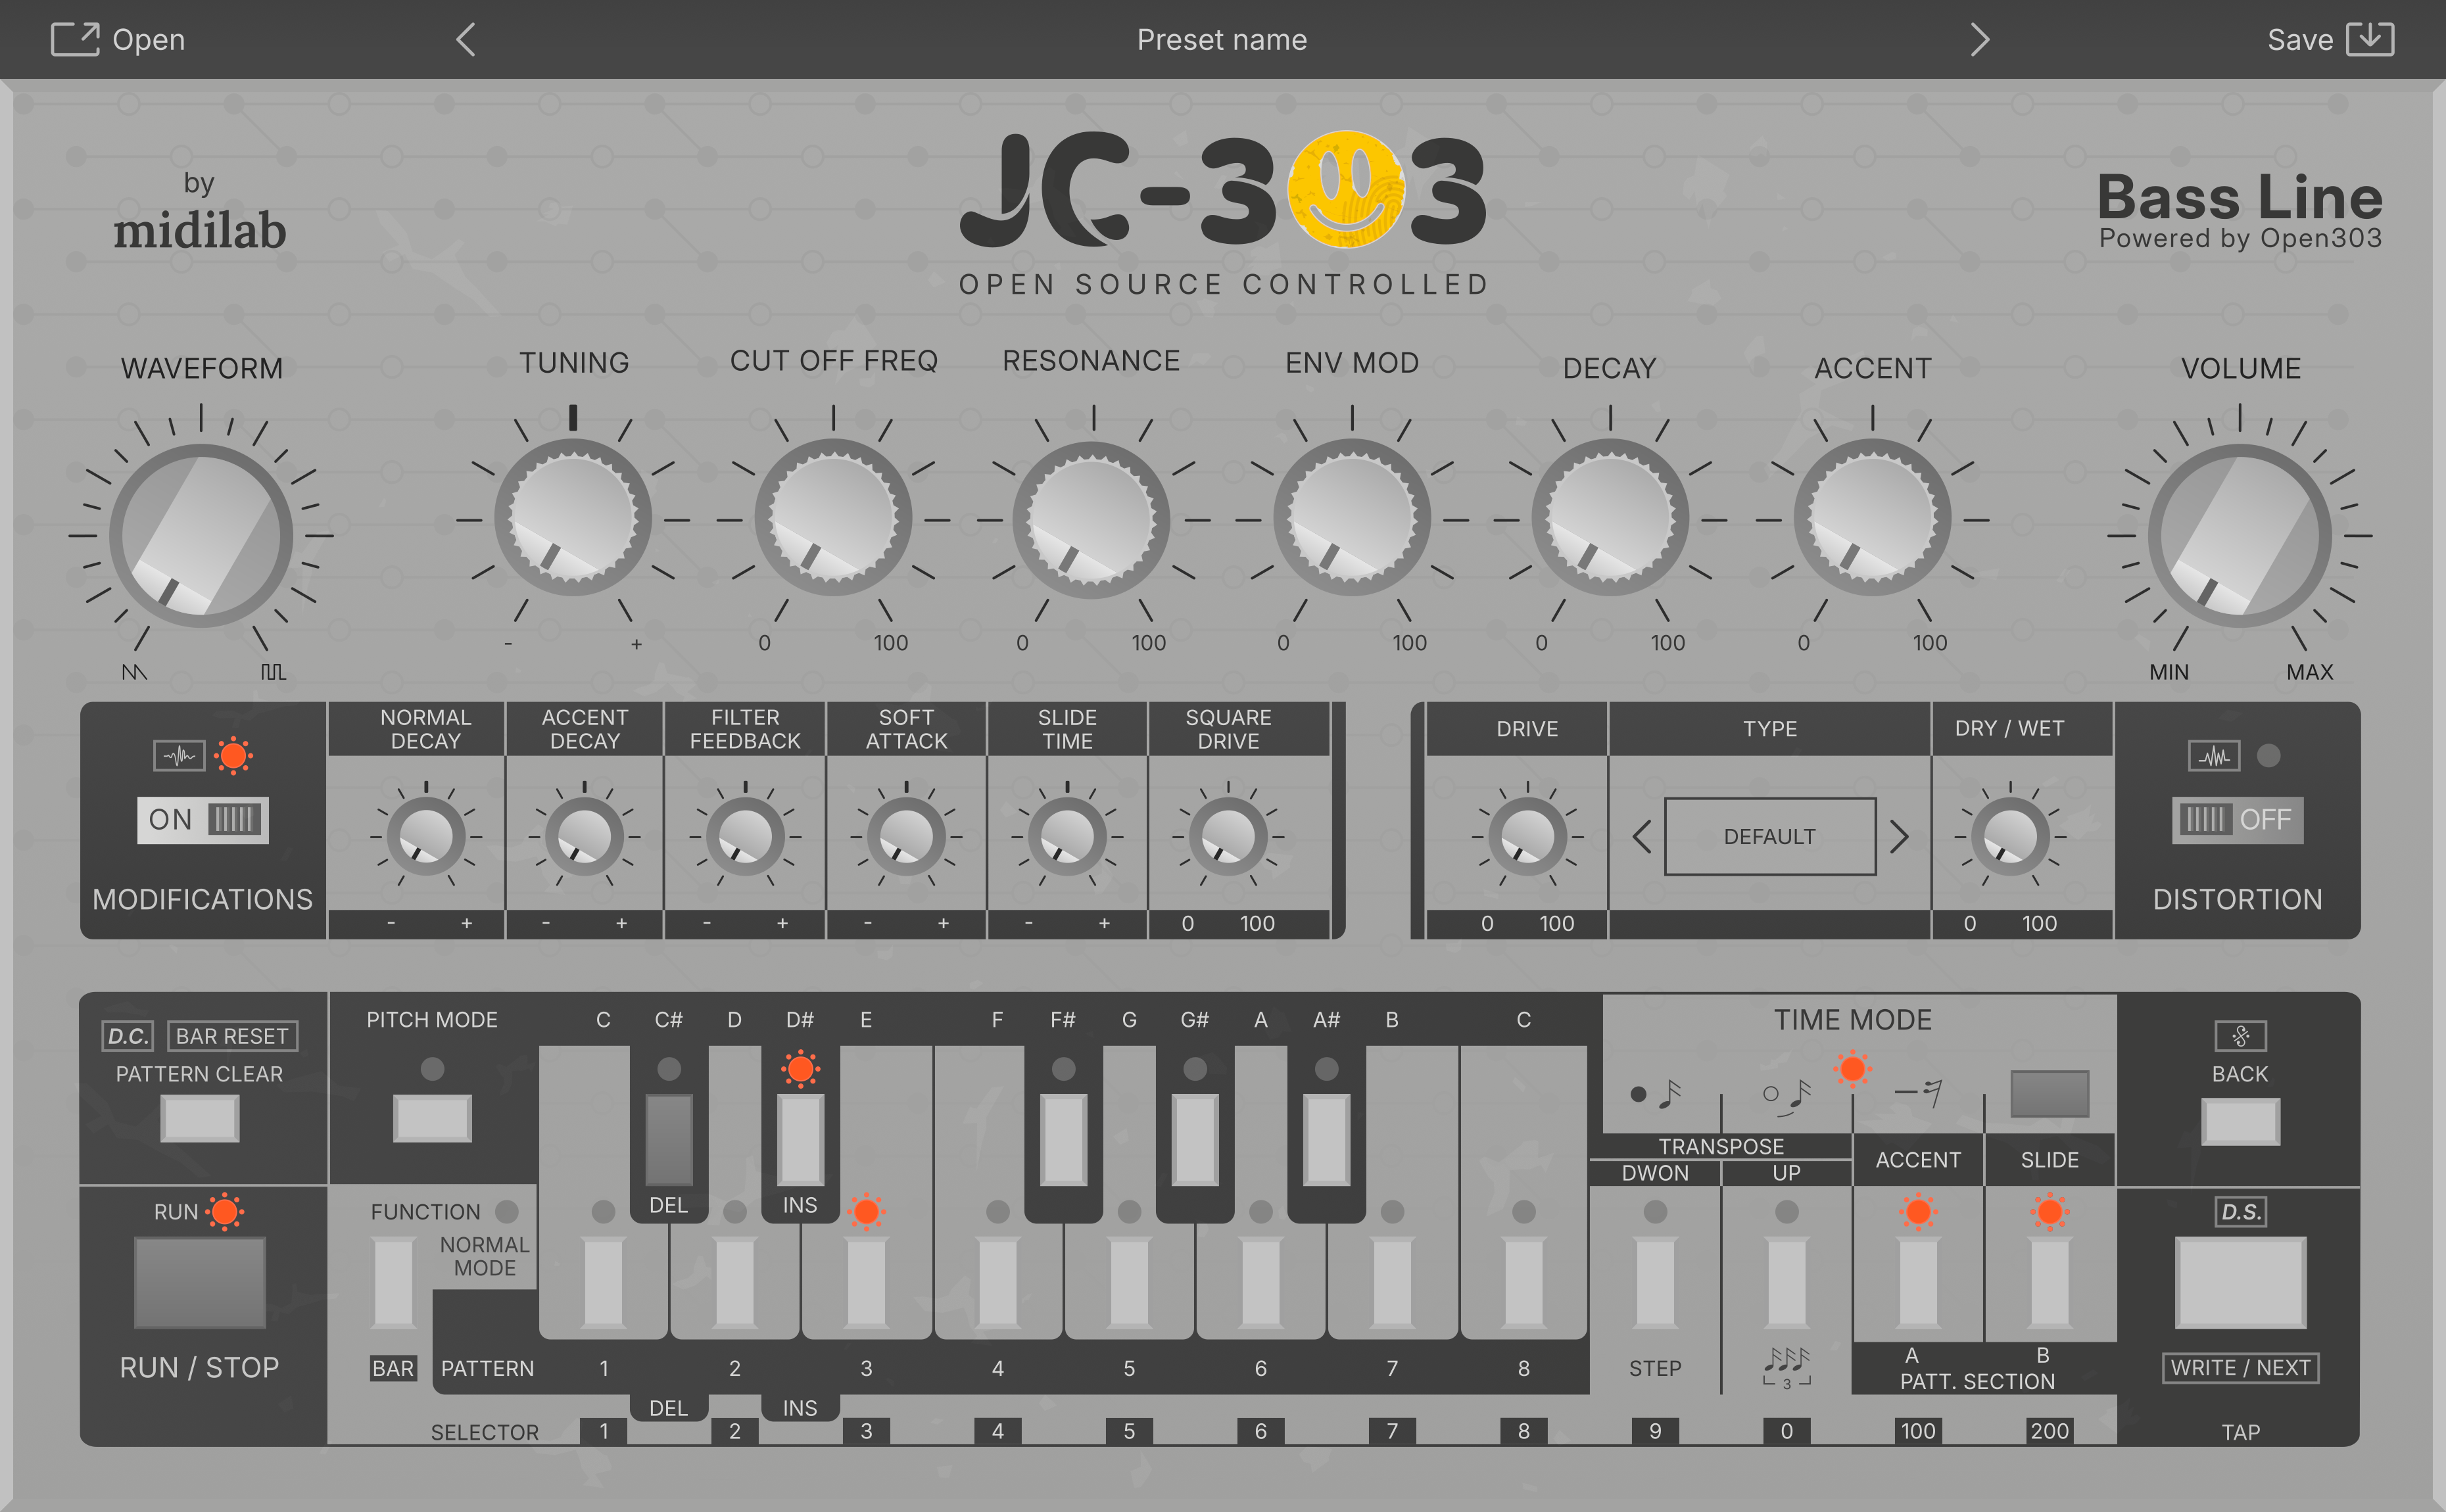 Open
Preset name
Save
by
midilab
JC-303
OPEN SOURCE CONTROLLED
Bass Line
Powered by Open303
WAVEFORM
TUNING
CUT OFF FREQ
RESONANCE
ENV MOD
DECAY
ACCENT
VOLUME
- +
0 100
0 100
0 100
0 100
0 100
MIN MAX
NORMAL
DECAY
ACCENT
DECAY
FILTER
FEEDBACK
SOFT
ATTACK
SLIDE
TIME
SQUARE
DRIVE
ON
MODIFICATIONS
- +
- +
- +
- +
- +
0 100
DRIVE
TYPE
DRY / WET
DEFAULT
OFF
DISTORTION
0 100
0 100
D.C. BAR RESET
PATTERN CLEAR
PITCH MODE
C C# D D# E F F# G G# A A# B C
TIME MODE
BACK
TRANSPOSE
DWON UP
ACCENT
SLIDE
RUN
FUNCTION
NORMAL
MODE
DEL INS
D.S.
RUN / STOP
BAR
PATTERN 1 2 3 4 5 6 7 8
STEP
3
A B
PATT. SECTION
WRITE / NEXT
DEL INS
SELECTOR 1 2 3 4 5 6 7 8 9 0 100 200
TAP